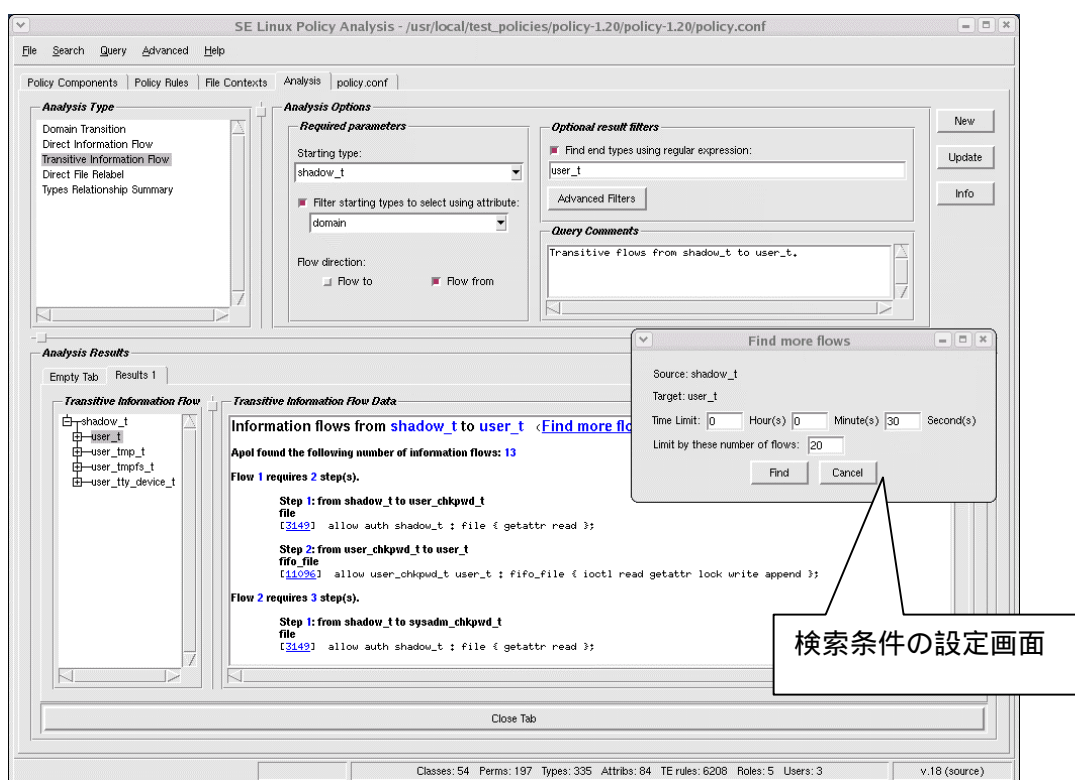 SE Linux Policy Analysis - /usr/local/test_policies/policy-1.20/policy-1.20/policy.conf
File Search Query Advanced Help
Policy Components Policy Rules File Contexts Analysis policy.conf
Analysis Type
Domain Transition
Direct Information Flow
Transitive Information Flow
Direct File Relabel
Types Relationship Summary
Analysis Options
Required parameters
Starting type:
shadow_t
Filter starting types to select using attribute:
domain
Flow direction:
Flow to Flow from
Optional result filters
Find end types using regular expression:
user_t
Advanced Filters
Query Comments
Transitive flows from shadow_t to user_t.
New
Update
Info
Analysis Results
Empty Tab Results 1
Transitive Information Flow
shadow_t
user_t
user_tmp_t
user_tmpfs_t
user_tty_device_t
Transitive Information Flow Data
Information flows from shadow_t to user_t (Find more flo
Apol found the following number of information flows: 13
Flow 1 requires 2 step(s).
Step 1: from shadow_t to user_chkpwd_t
file
[3149] allow auth shadow_t : file { getattr read };
Step 2: from user_chkpwd_t to user_t
fifo_file
[11096] allow user_chkpwd_t user_t : fifo_file { ioctl read getattr lock write append };
Flow 2 requires 3 step(s).
Step 1: from shadow_t to sysadm_chkpwd_t
file
[3149] allow auth shadow_t : file { getattr read };
Find more flows
Source: shadow_t
Target: user_t
Time Limit: 0 Hour(s) 0 Minute(s) 30 Second(s)
Limit by these number of flows: 20
Find Cancel
検索条件の設定画面
Close Tab
Classes: 54 Perms: 197 Types: 335 Attribs: 84 TE rules: 6208 Roles: 5 Users: 3 v.18 (source)